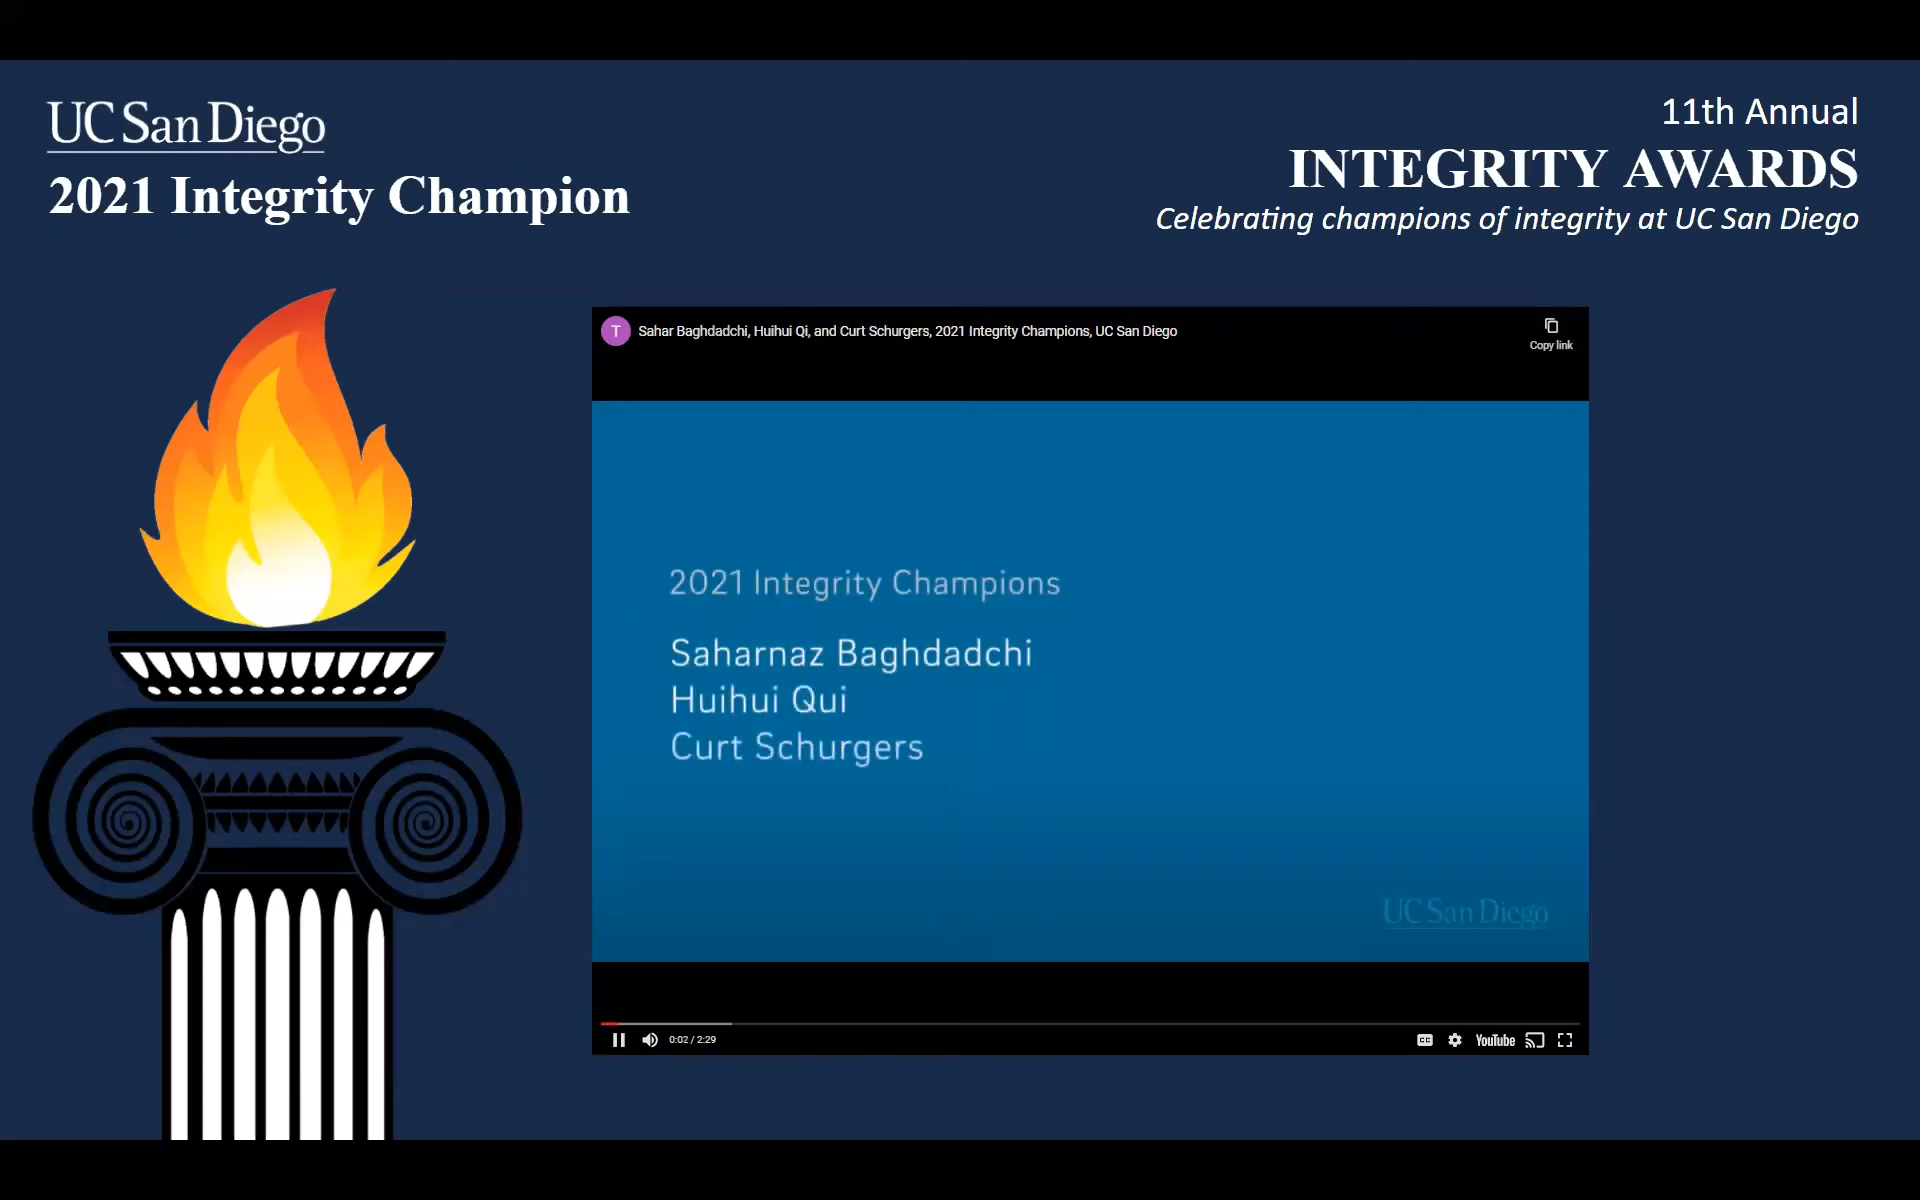 UC San Diego
2021 Integrity Champion
11th Annual
INTEGRITY AWARDS
Celebrating champions of integrity at UC San Diego
T
Sahar Baghdadchi, Huihui Qi, and Curt Schurgers, 2021 Integrity Champions, UC San Diego
Copy link
2021 Integrity Champions
Saharnaz Baghdadchi
Huihui Qui
Curt Schurgers
UC San Diego
0:02 / 2:29
CC
YouTube